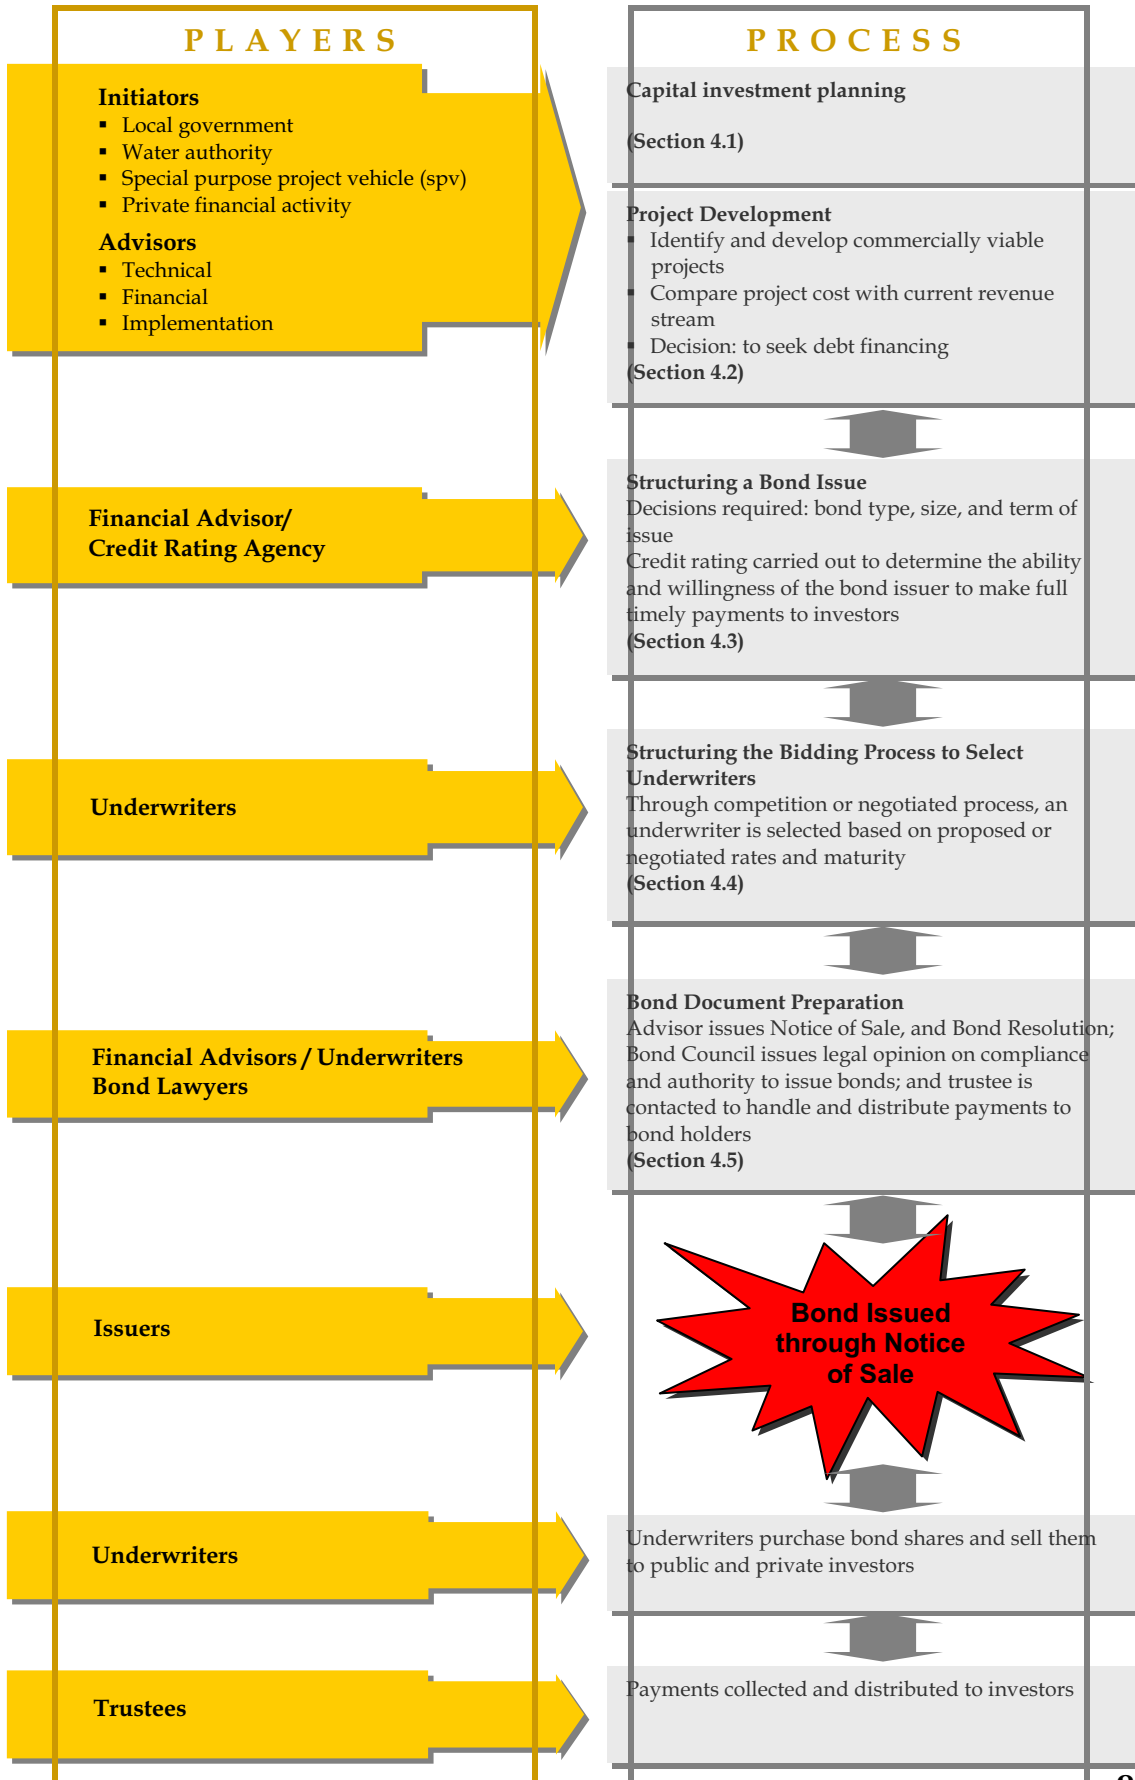 PLAYERS
Initiators
▪ Local government
▪ Water authority
▪ Special purpose project vehicle (spv)
▪ Private financial activity
Advisors
▪ Technical
▪ Financial
▪ Implementation
Financial Advisor/
Credit Rating Agency
Underwriters
Financial Advisors / Underwriters
Bond Lawyers
Issuers
Underwriters
Trustees
PROCESS
Capital investment planning
(Section 4.1)
Project Development
▪ Identify and develop commercially viable
projects
▪ Compare project cost with current revenue
stream
▪ Decision: to seek debt financing
(Section 4.2)
Structuring a Bond Issue
Decisions required: bond type, size, and term of
issue
Credit rating carried out to determine the ability
and willingness of the bond issuer to make full
timely payments to investors
(Section 4.3)
Structuring the Bidding Process to Select
Underwriters
Through competition or negotiated process, an
underwriter is selected based on proposed or
negotiated rates and maturity
(Section 4.4)
Bond Document Preparation
Advisor issues Notice of Sale, and Bond Resolution;
Bond Council issues legal opinion on compliance
and authority to issue bonds; and trustee is
contacted to handle and distribute payments to
bond holders
(Section 4.5)
Bond Issued
through Notice
of Sale
Underwriters purchase bond shares and sell them
to public and private investors
Payments collected and distributed to investors